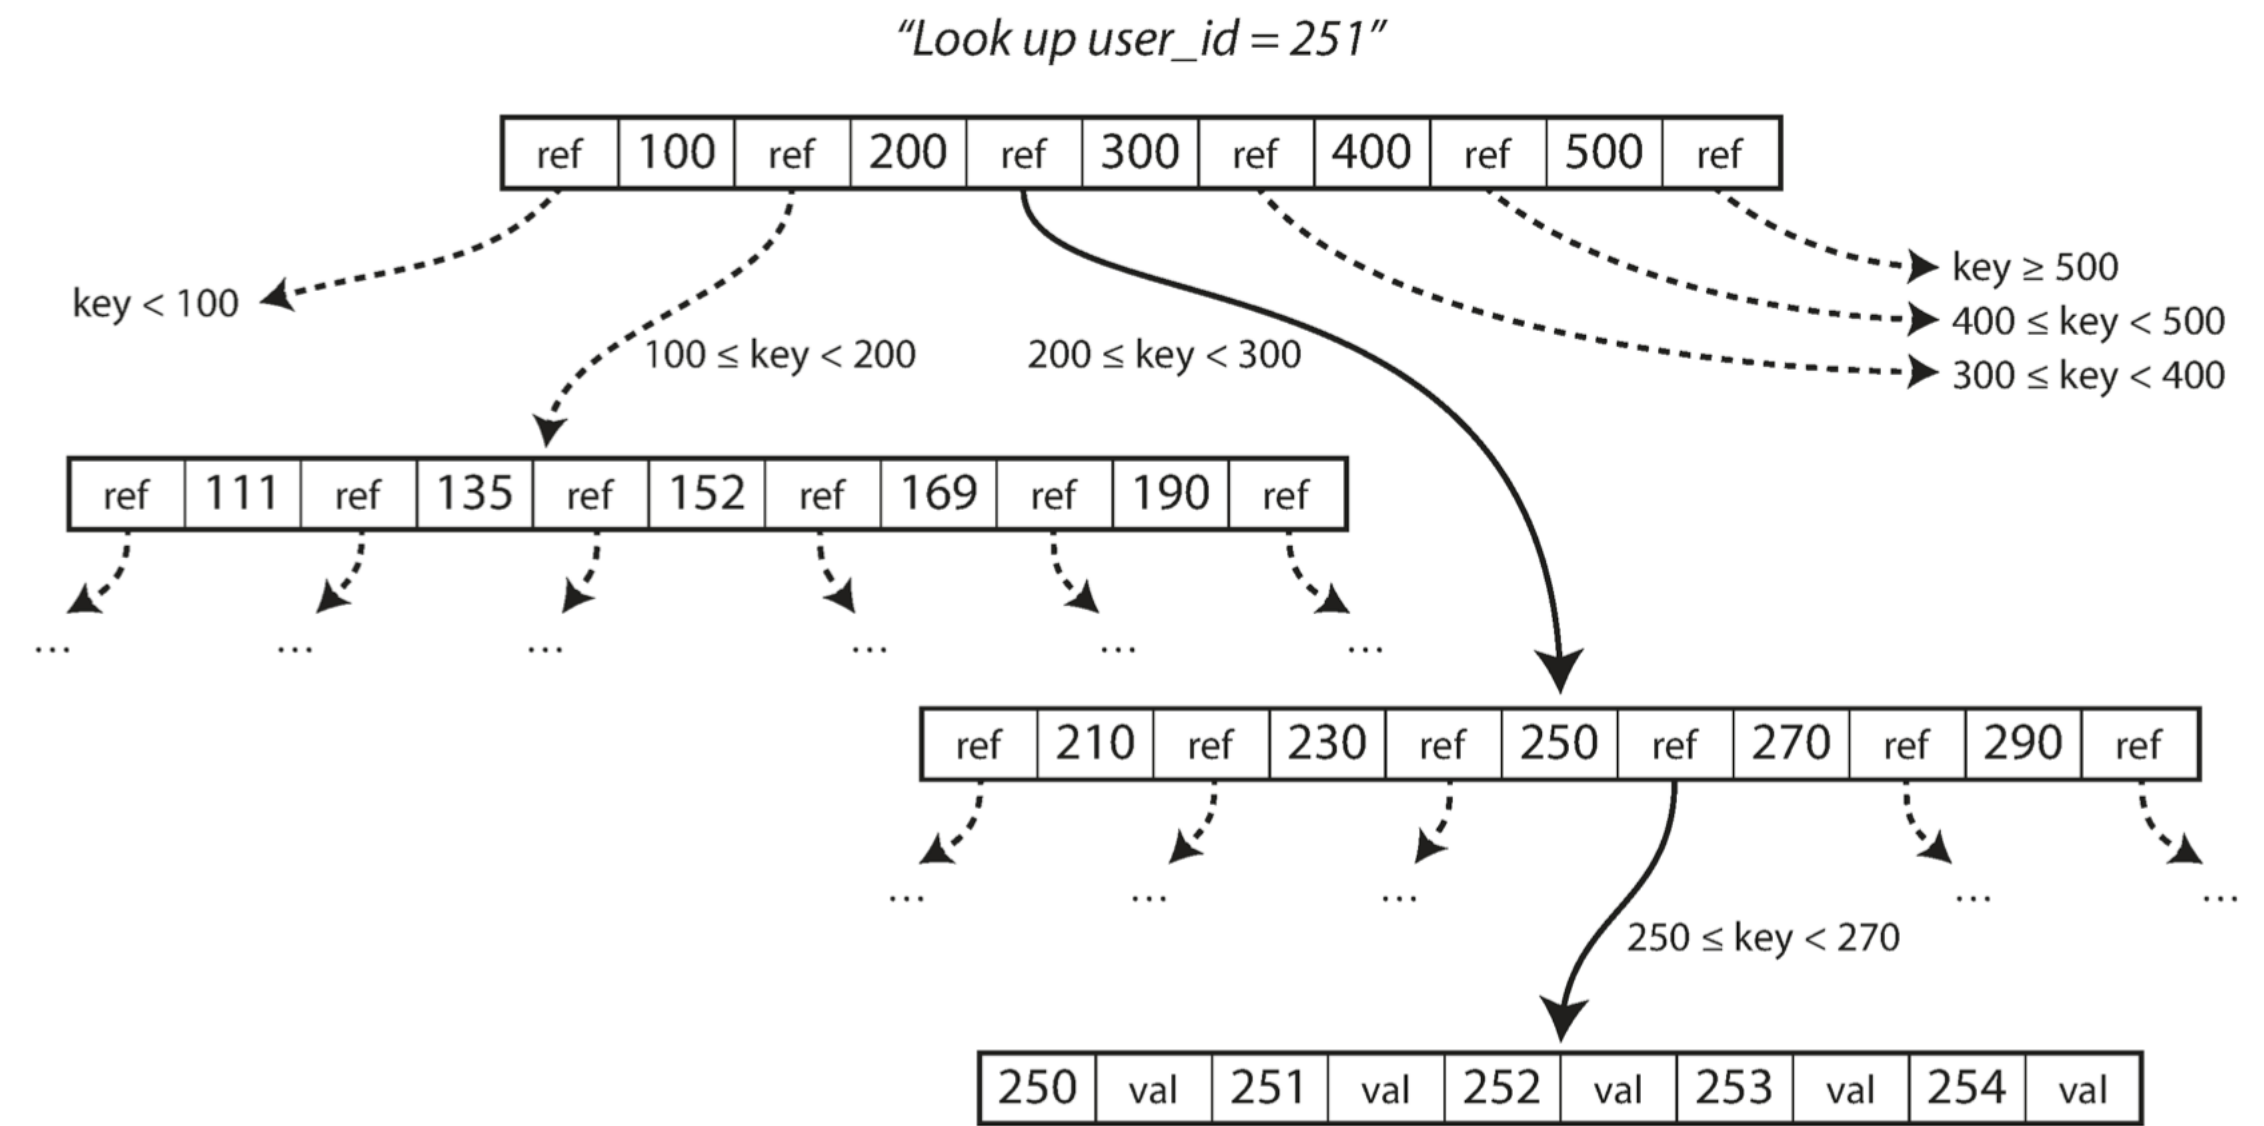 “Look up user_id = 251”
ref 100 ref 200 ref 300 ref 400 ref 500 ref
key < 100
key ≥ 500
400 ≤ key < 500
300 ≤ key < 400
100 ≤ key < 200
200 ≤ key < 300
ref 111 ref 135 ref 152 ref 169 ref 190 ref
... ... ... ... ... ...
ref 210 ref 230 ref 250 ref 270 ref 290 ref
... ... ... ... ...
250 ≤ key < 270
250 val 251 val 252 val 253 val 254 val